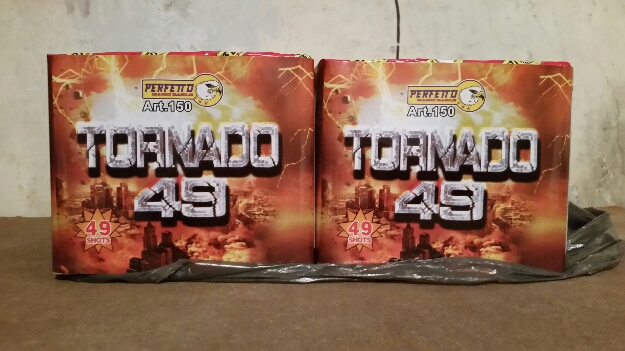 PERFETTO
Art.150
TORNADO
49
49
SHOTS
PERFETTO
Art.150
TORNADO
49
49
SHOTS